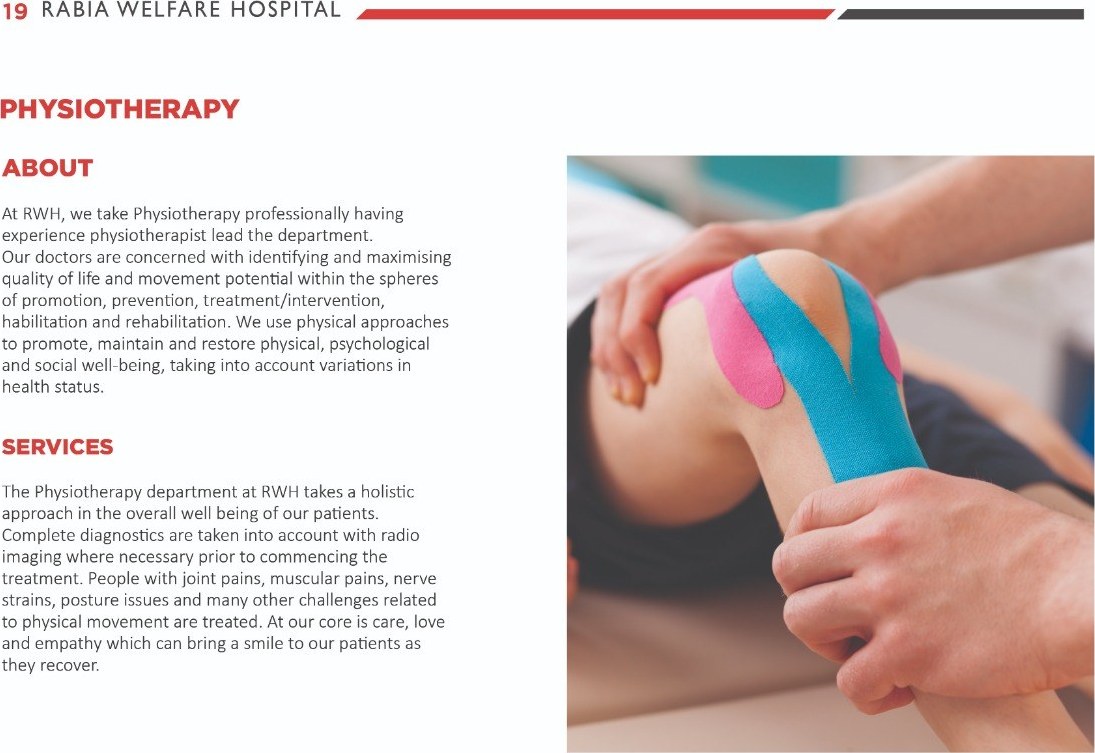 19 RABIA WELFARE HOSPITAL
PHYSIOTHERAPY
ABOUT
At RWH, we take Physiotherapy professionally having
experience physiotherapist lead the department.
Our doctors are concerned with identifying and maximising
quality of life and movement potential within the spheres
of promotion, prevention, treatment/intervention,
habilitation and rehabilitation. We use physical approaches
to promote, maintain and restore physical, psychological
and social well-being, taking into account variations in
health status.
SERVICES
The Physiotherapy department at RWH takes a holistic
approach in the overall well being of our patients.
Complete diagnostics are taken into account with radio
imaging where necessary prior to commencing the
treatment. People with joint pains, muscular pains, nerve
strains, posture issues and many other challenges related
to physical movement are treated. At our core is care, love
and empathy which can bring a smile to our patients as
they recover.